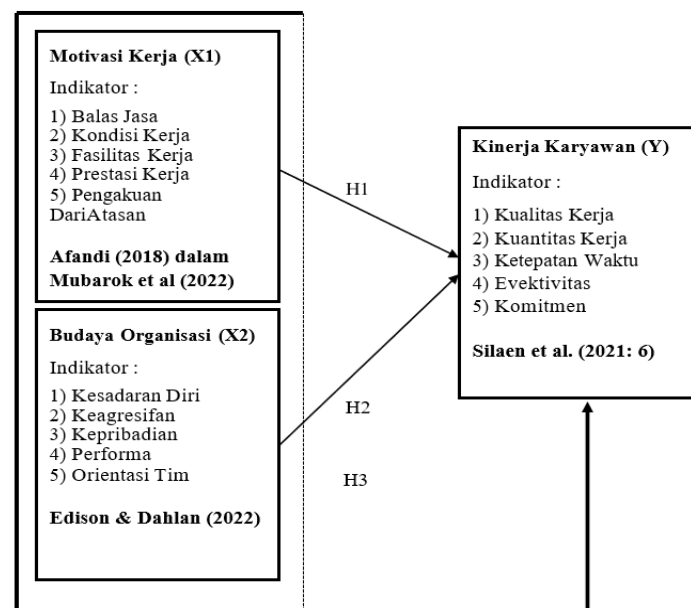 Motivasi Kerja (X1)
Indikator :
1) Balas Jasa
2) Kondisi Kerja
3) Fasilitas Kerja
4) Prestasi Kerja
5) Pengakuan
DariAtasan
Afandi (2018) dalam
Mubarok et al (2022)
Budaya Organisasi (X2)
Indikator :
1) Kesadaran Diri
2) Keagresifan
3) Kepribadian
4) Performa
5) Orientasi Tim
Edison & Dahlan (2022)
H1
H2
H3
Kinerja Karyawan (Y)
Indikator :
1) Kualitas Kerja
2) Kuantitas Kerja
3) Ketepatan Waktu
4) Evektivitas
5) Komitmen
Silaen et al. (2021: 6)